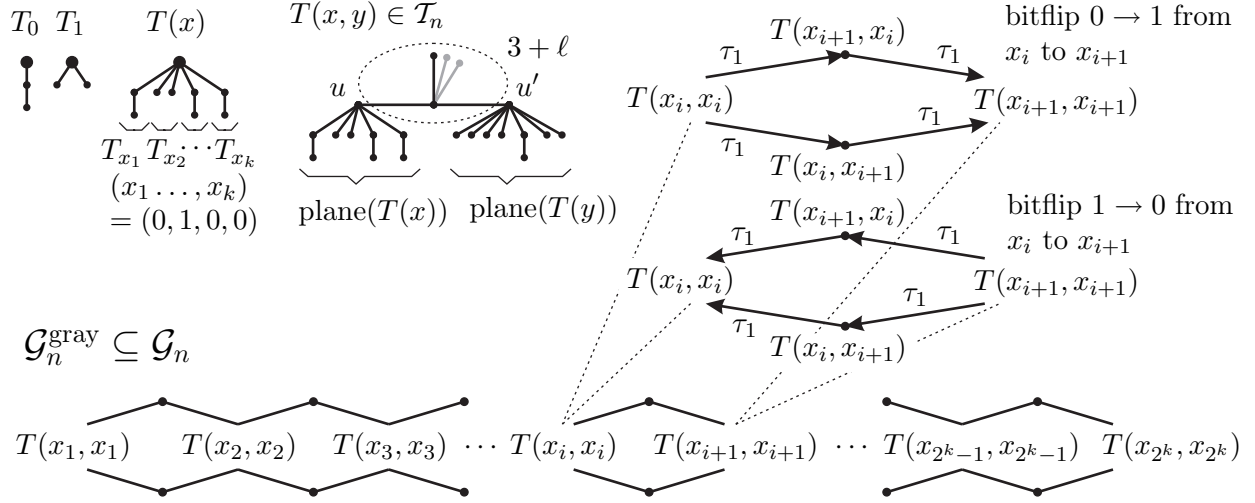 T_0 T_1 T(x) T(x, y) ∈ 𝒯_n
3 + ℓ
u u′
T_{x_1} T_{x_2} ··· T_{x_k}
(x_1 ..., x_k)
= (0, 1, 0, 0)
plane(T(x)) plane(T(y))
T(x_{i+1}, x_i)
τ_1 τ_1
T(x_i, x_i) T(x_{i+1}, x_{i+1})
τ_1 τ_1
T(x_i, x_{i+1})
bitflip 0 → 1 from
x_i to x_{i+1}
T(x_{i+1}, x_i)
τ_1 τ_1
T(x_i, x_i) T(x_{i+1}, x_{i+1})
τ_1 τ_1
T(x_i, x_{i+1})
bitflip 1 → 0 from
x_i to x_{i+1}
𝒢_n^{gray} ⊆ 𝒢_n
T(x_1, x_1) T(x_2, x_2) T(x_3, x_3) ··· T(x_i, x_i) T(x_{i+1}, x_{i+1}) ··· T(x_{2^k−1}, x_{2^k−1}) T(x_{2^k}, x_{2^k})